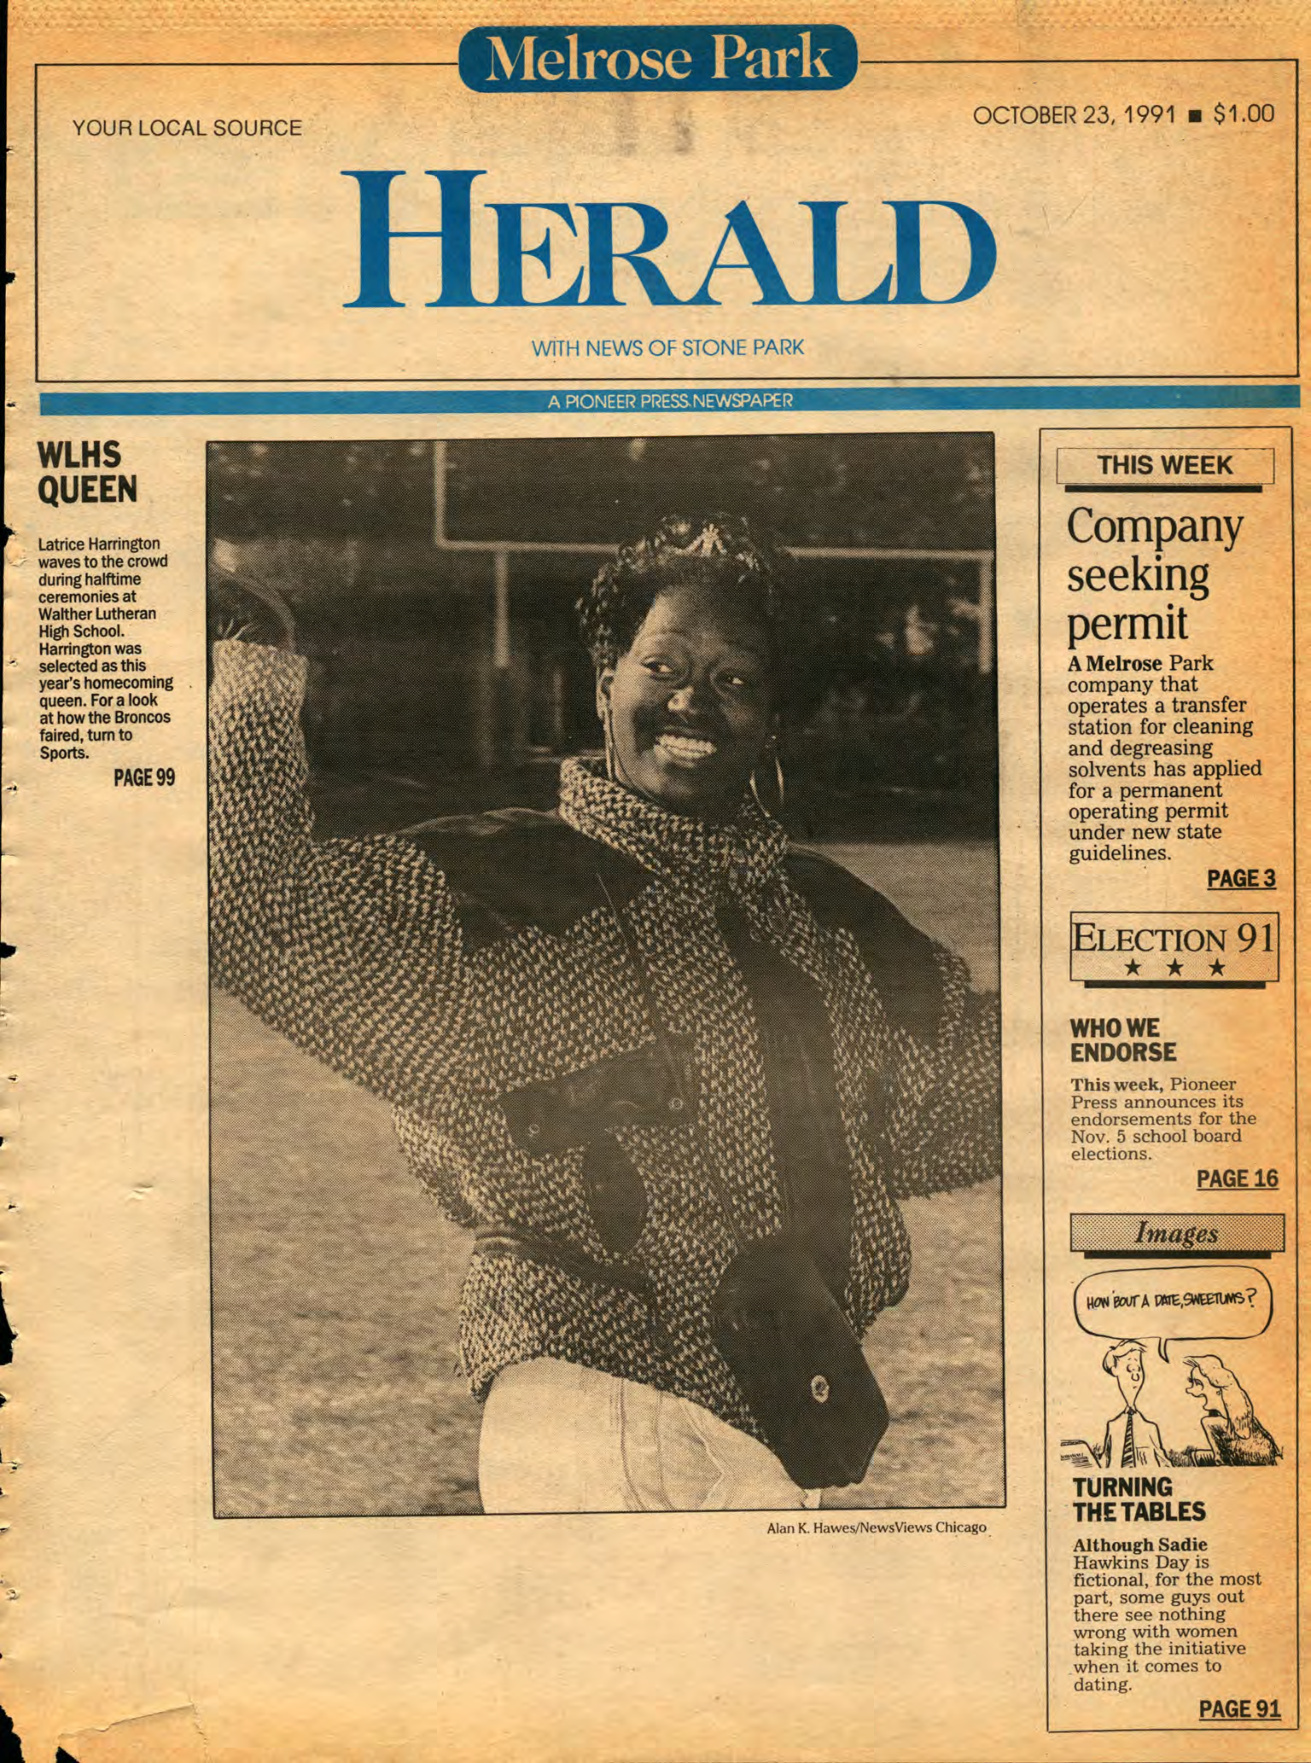 Melrose Park
YOUR LOCAL SOURCE
OCTOBER 23, 1991 ■ $1.00
HERALD
WITH NEWS OF STONE PARK
A PIONEER PRESS NEWSPAPER
WLHS
QUEEN
Latrice Harrington
waves to the crowd
during halftime
ceremonies at
Walther Lutheran
High School.
Harrington was
selected as this
year's homecoming
queen. For a look
at how the Broncos
faired, turn to
Sports.
PAGE 99
Alan K. Hawes/NewsViews Chicago
THIS WEEK
Company
seeking
permit
A Melrose Park
company that
operates a transfer
station for cleaning
and degreasing
solvents has applied
for a permanent
operating permit
under new state
guidelines.
PAGE 3
ELECTION 91
★ ★ ★
WHO WE
ENDORSE
This week, Pioneer
Press announces its
endorsements for the
Nov. 5 school board
elections.
PAGE 16
Images
HOW 'BOUT A DATE, SWEETUMS?
TURNING
THE TABLES
Although Sadie
Hawkins Day is
fictional, for the most
part, some guys out
there see nothing
wrong with women
taking the initiative
when it comes to
dating.
PAGE 91